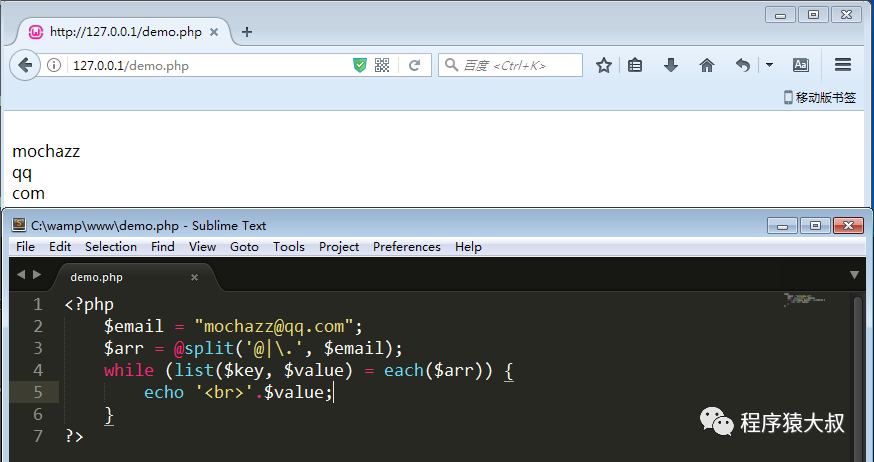 http://127.0.0.1/demo.php
127.0.0.1/demo.php
百度 <Ctrl+K>
移动版书签
mochazz
qq
com
C:\wamp\www\demo.php - Sublime Text
File Edit Selection Find View Goto Tools Project Preferences Help
demo.php
1 <?php
2 $email = "mochazz@qq.com";
3 $arr = @split('@|\.', $email);
4 while (list($key, $value) = each($arr)) {
5 echo '<br>'.$value;
6 }
7 ?>
程序猿大叔